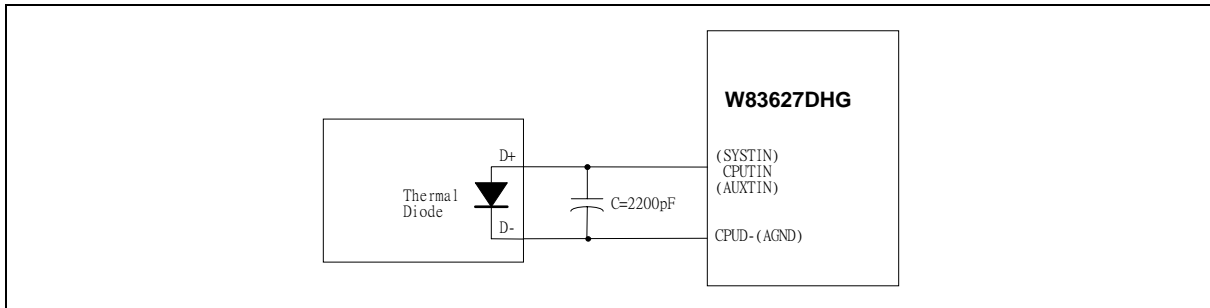 W83627DHG
D+
(SYSTIN)
CPUTIN
(AUXTIN)
Thermal
Diode
C=2200pF
D-
CPUD-(AGND)